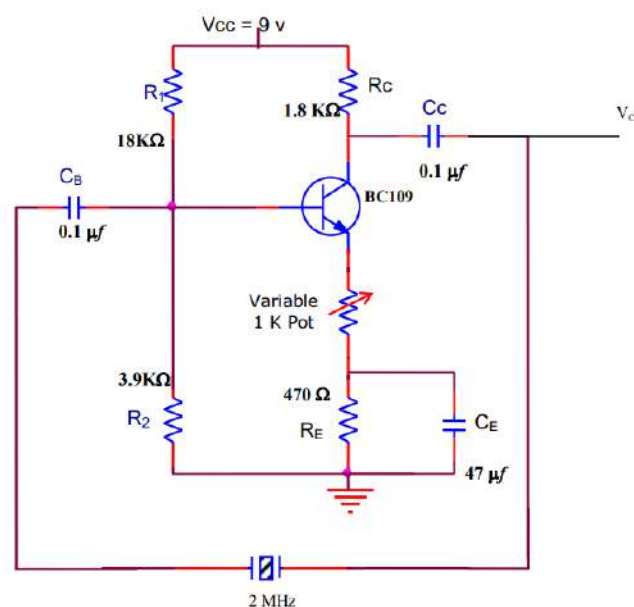 Vcc = 9 v
R1
Rc
1.8 KΩ
Cc
Vo
18KΩ
CB
BC109
0.1 µf
0.1 µf
Variable
1 K Pot
3.9KΩ
470 Ω
R2
RE
CE
47 µf
2 MHz